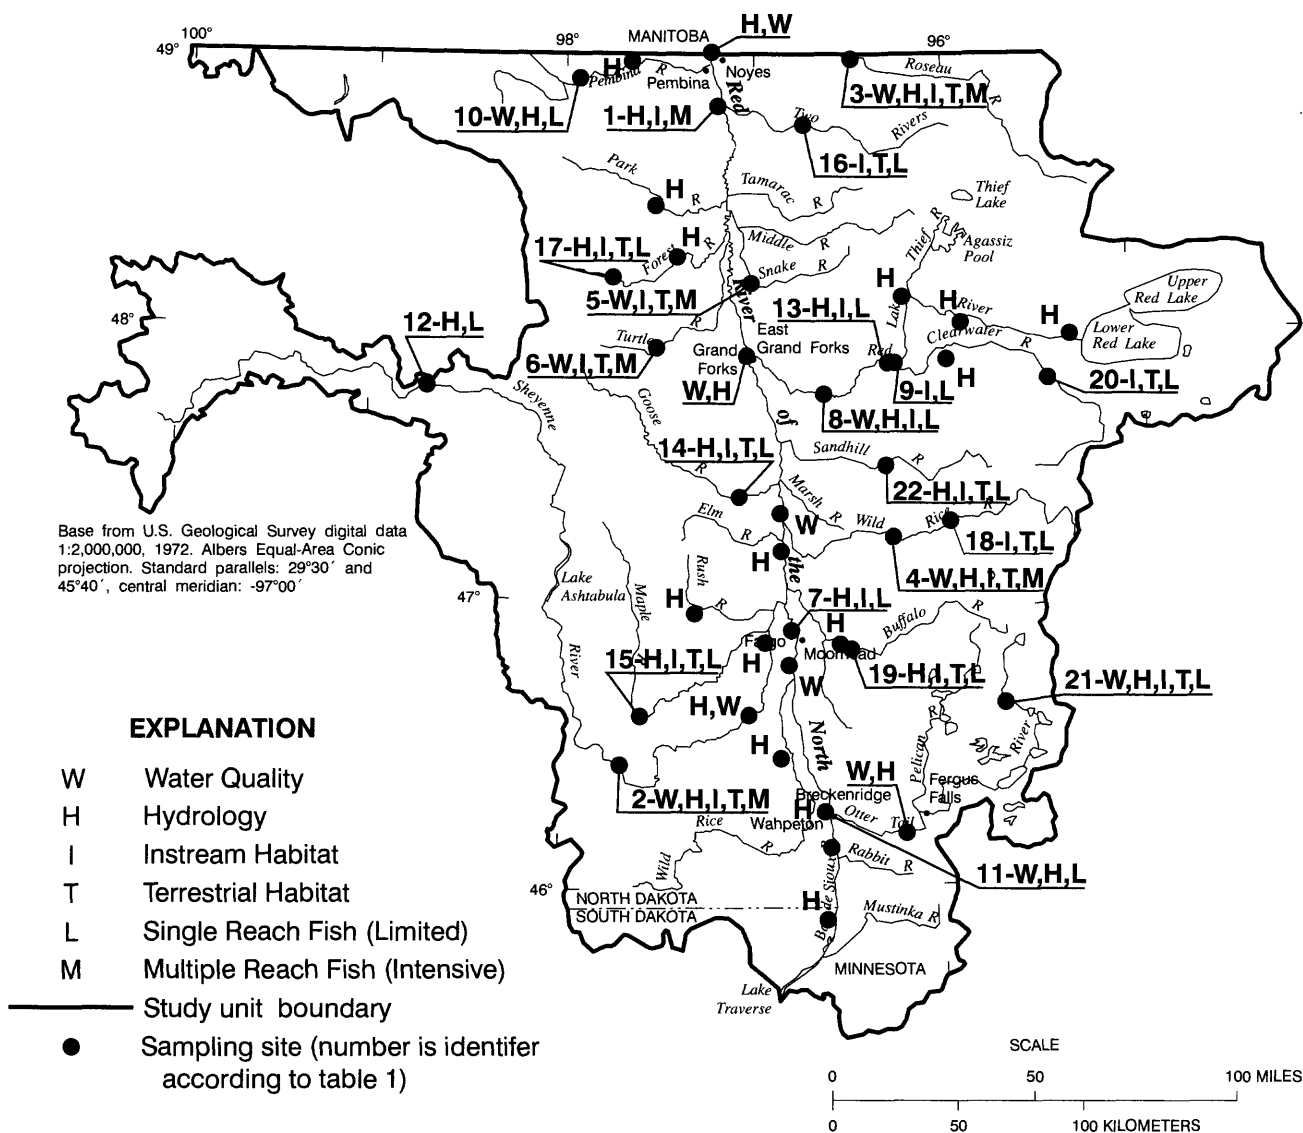 H,W
100°
49°
98°
MANITOBA
96°
Noyes
Pembina
H
Pembina R
Roseau
R
Red
3-W,H,I,T,M
10-W,H,L
1-H,I,M
Two
Rivers
16-I,T,L
Park
R
H
Tamarac
R
Thief
Lake
Thief
R
Agassiz
Pool
17-H,I,T,L
H
Forest
R
Middle
R
Snake
R
5-W,I,T,M
River
13-H,I,L
H
H
River
H
Upper
Red Lake
Lower
Red Lake
Lake
Clearwater
R
48°
12-H,L
Turtle
R
6-W,I,T,M
Grand
Forks
East
Grand Forks
Red
W,H
9-I,L
H
20-I,T,L
8-W,H,I,L
Sheyenne
Goose
R
of
14-H,I,T,L
Sandhill
R
22-H,I,T,L
Marsh
R
Elm
R
W
Wild
Rice
R
18-I,T,L
H
the
4-W,H,I,T,M
Base from U.S. Geological Survey digital data
1:2,000,000, 1972. Albers Equal-Area Conic
projection. Standard parallels: 29°30´ and
45°40´, central meridian: -97°00´
Lake
Ashtabula
47°
Maple
R
Rush
R
H
7-H,I,L
H
Buffalo
R
Fargo
Moorhead
River
15-H,I,T,L
H
W
19-H,I,T,L
21-W,H,I,T,L
H,W
H
North
Pelican
R
River
2-W,H,I,T,M
W,H
Fergus
Falls
Breckenridge
H
Wahpeton
Otter
Tail
Rice
R
Wild
Rabbit
R
11-W,H,L
46°
NORTH DAKOTA
SOUTH DAKOTA
H
Bois de Sioux
Mustinka R
MINNESOTA
Lake
Traverse
EXPLANATION
W Water Quality
H Hydrology
I Instream Habitat
T Terrestrial Habitat
L Single Reach Fish (Limited)
M Multiple Reach Fish (Intensive)
Study unit boundary
Sampling site (number is identifer
according to table 1)
SCALE
0 50 100 MILES
0 50 100 KILOMETERS